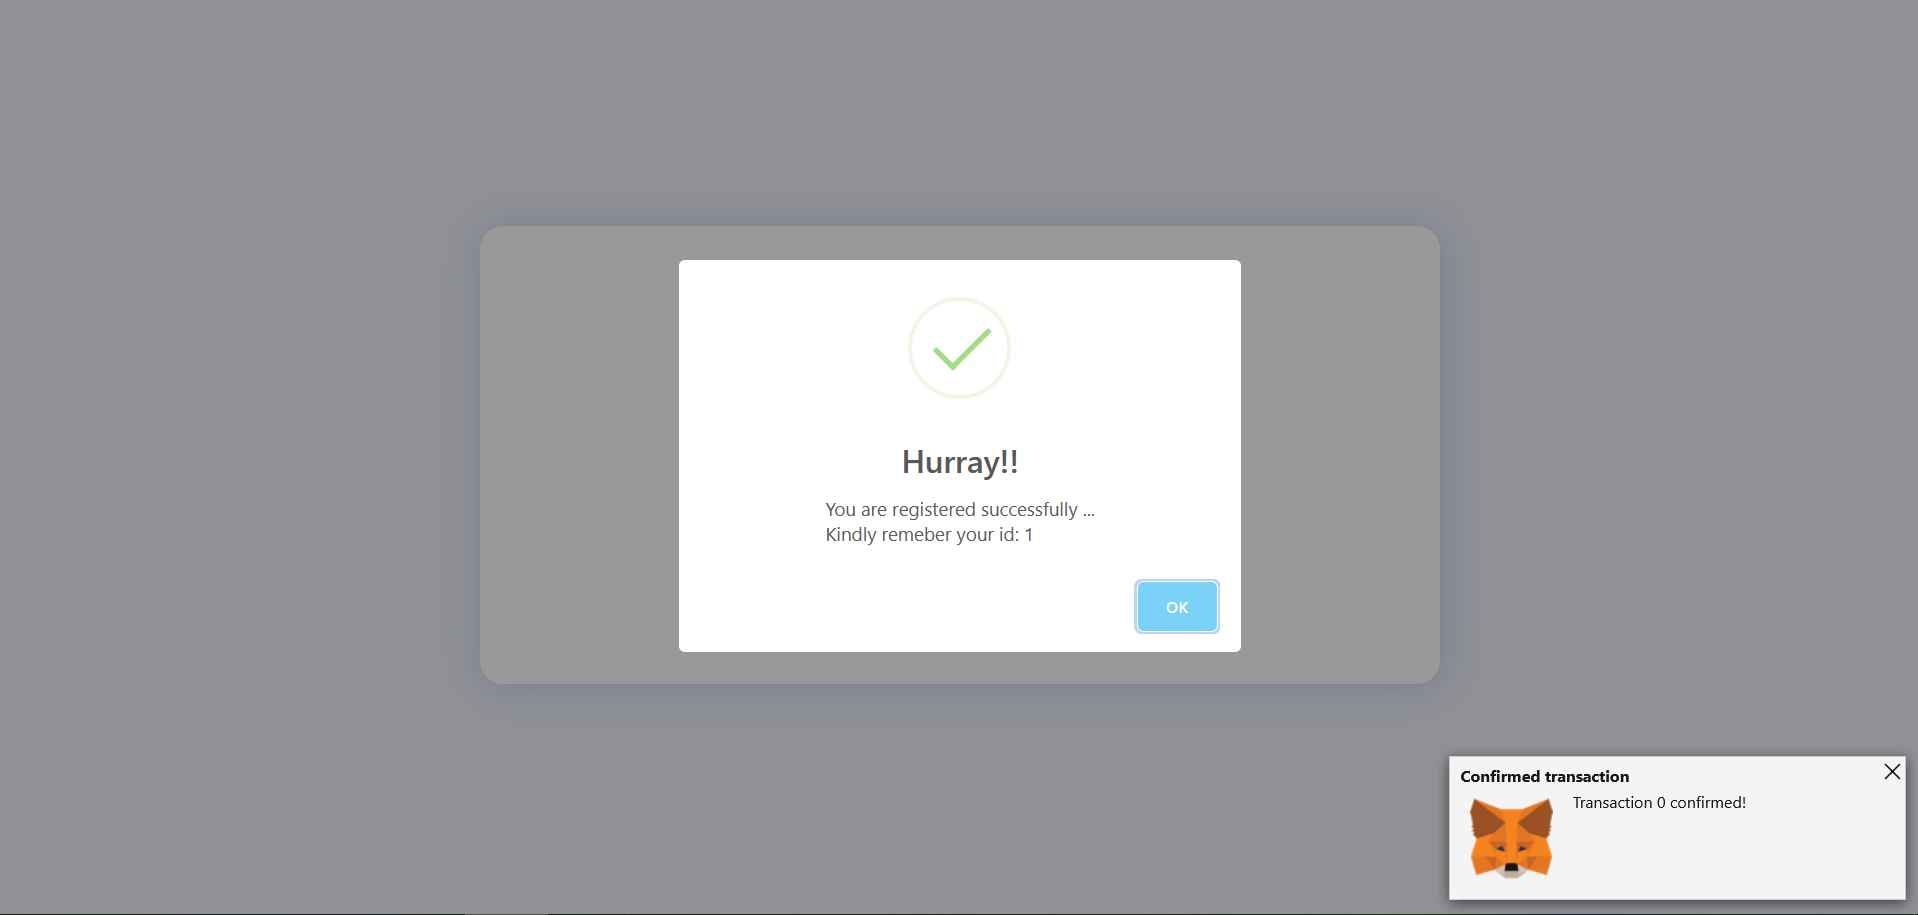 Hurray!!
You are registered successfully ...
Kindly remeber your id: 1
OK
Confirmed transaction
Transaction 0 confirmed!